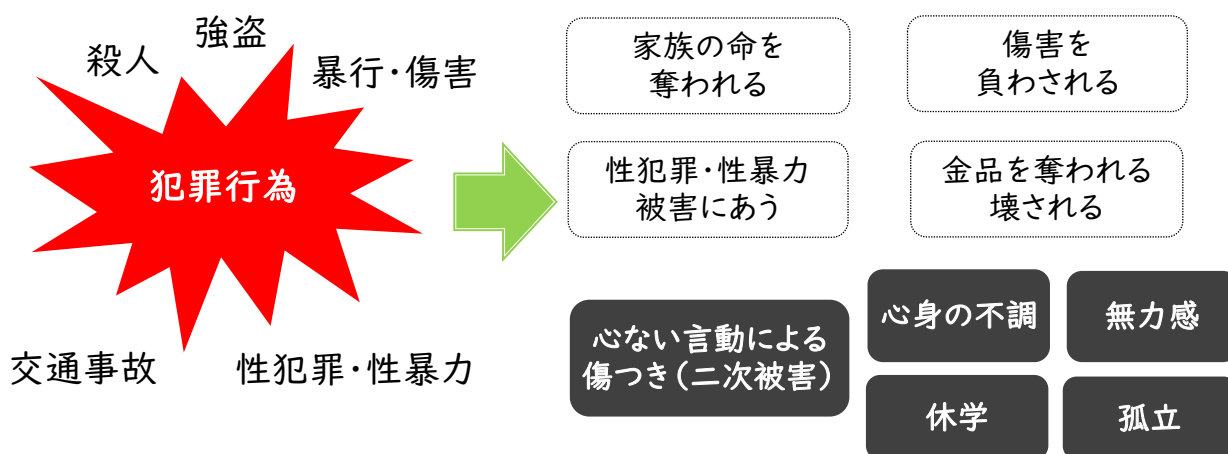 強盗
殺人
暴行・傷害
犯罪行為
交通事故
性犯罪・性暴力
家族の命を
奪われる
傷害を
負わされる
性犯罪・性暴力
被害にあう
金品を奪われる
壊される
心ない言動による
傷つき(二次被害)
心身の不調
無力感
休学
孤立